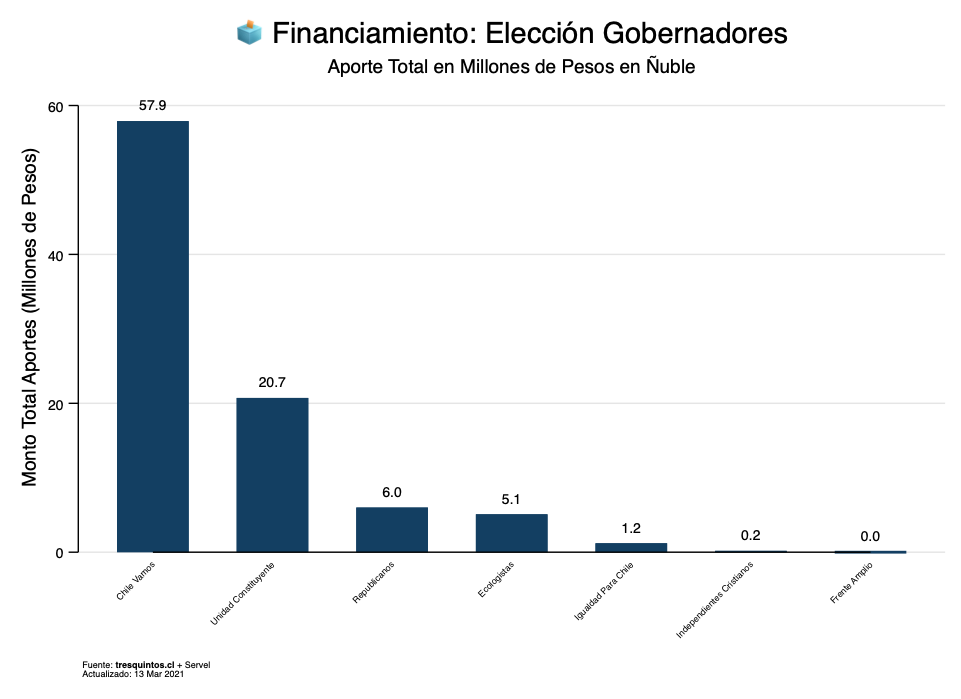 Financiamiento: Elección Gobernadores
Aporte Total en Millones de Pesos en Ñuble
Monto Total Aportes (Millones de Pesos)
60
40
20
0
57.9
20.7
6.0
5.1
1.2
0.2
0.0
Chile Vamos
Unidad Constituyente
Republicanos
Ecologistas
Igualdad Para Chile
Independientes Cristianos
Frente Amplio
Fuente: tresquintos.cl + Servel
Actualizado: 13 Mar 2021